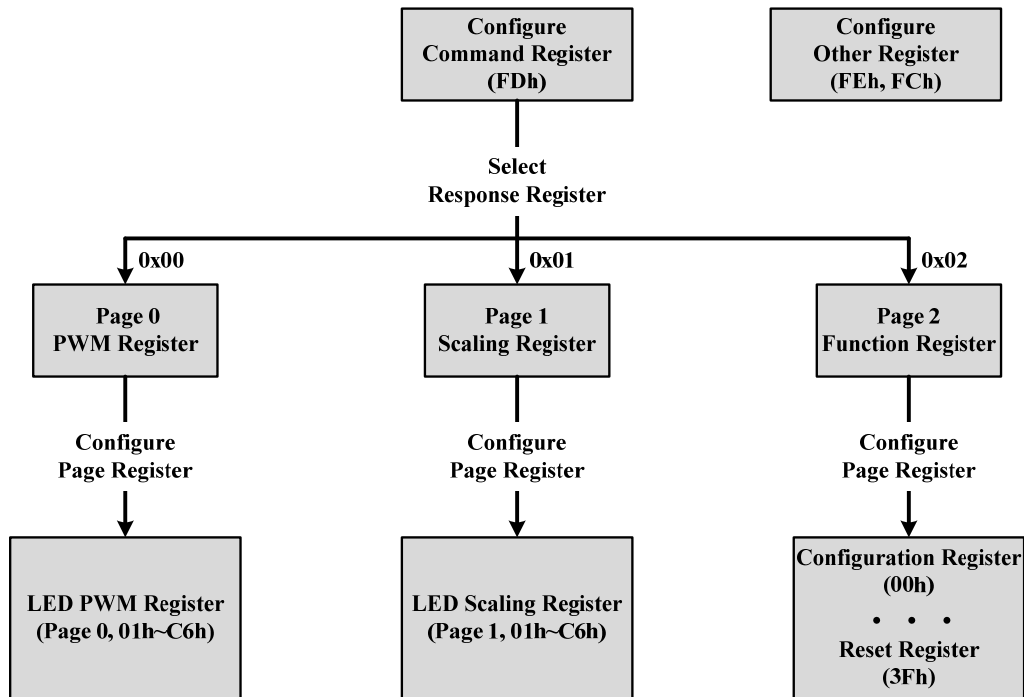 Configure
Command Register
(FDh)
Configure
Other Register
(FEh, FCh)
Select
Response Register
0x00
0x01
0x02
Page 0
PWM Register
Page 1
Scaling Register
Page 2
Function Register
Configure
Page Register
Configure
Page Register
Configure
Page Register
LED PWM Register
(Page 0, 01h~C6h)
LED Scaling Register
(Page 1, 01h~C6h)
Configuration Register
(00h)
• • •
Reset Register
(3Fh)